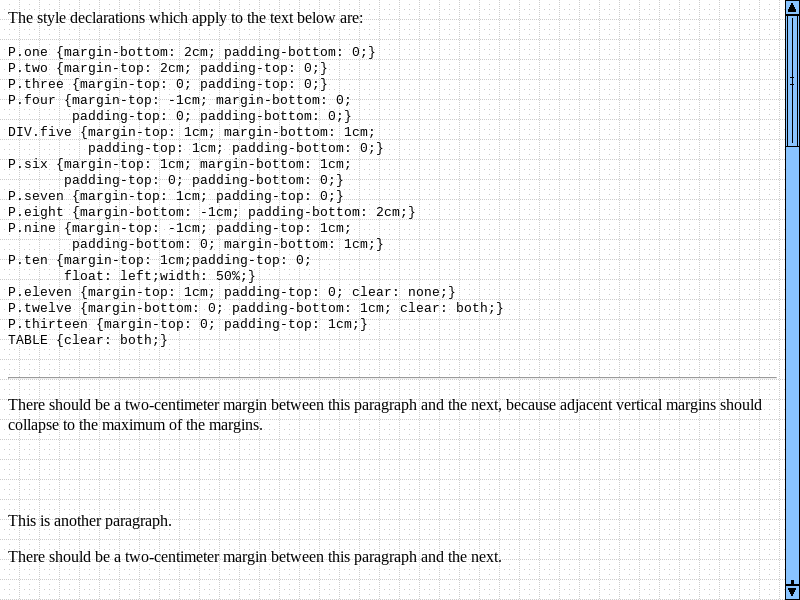 The style declarations which apply to the text below are:
P.one {margin-bottom: 2cm; padding-bottom: 0;}
P.two {margin-top: 2cm; padding-top: 0;}
P.three {margin-top: 0; padding-top: 0;}
P.four {margin-top: -1cm; margin-bottom: 0;
        padding-top: 0; padding-bottom: 0;}
DIV.five {margin-top: 1cm; margin-bottom: 1cm;
          padding-top: 1cm; padding-bottom: 0;}
P.six {margin-top: 1cm; margin-bottom: 1cm;
       padding-top: 0; padding-bottom: 0;}
P.seven {margin-top: 1cm; padding-top: 0;}
P.eight {margin-bottom: -1cm; padding-bottom: 2cm;}
P.nine {margin-top: -1cm; padding-top: 1cm;
        padding-bottom: 0; margin-bottom: 1cm;}
P.ten {margin-top: 1cm;padding-top: 0;
       float: left;width: 50%;}
P.eleven {margin-top: 1cm; padding-top: 0; clear: none;}
P.twelve {margin-bottom: 0; padding-bottom: 1cm; clear: both;}
P.thirteen {margin-top: 0; padding-top: 1cm;}
TABLE {clear: both;}
There should be a two-centimeter margin between this paragraph and the next, because adjacent vertical margins should
collapse to the maximum of the margins.
This is another paragraph.
There should be a two-centimeter margin between this paragraph and the next.